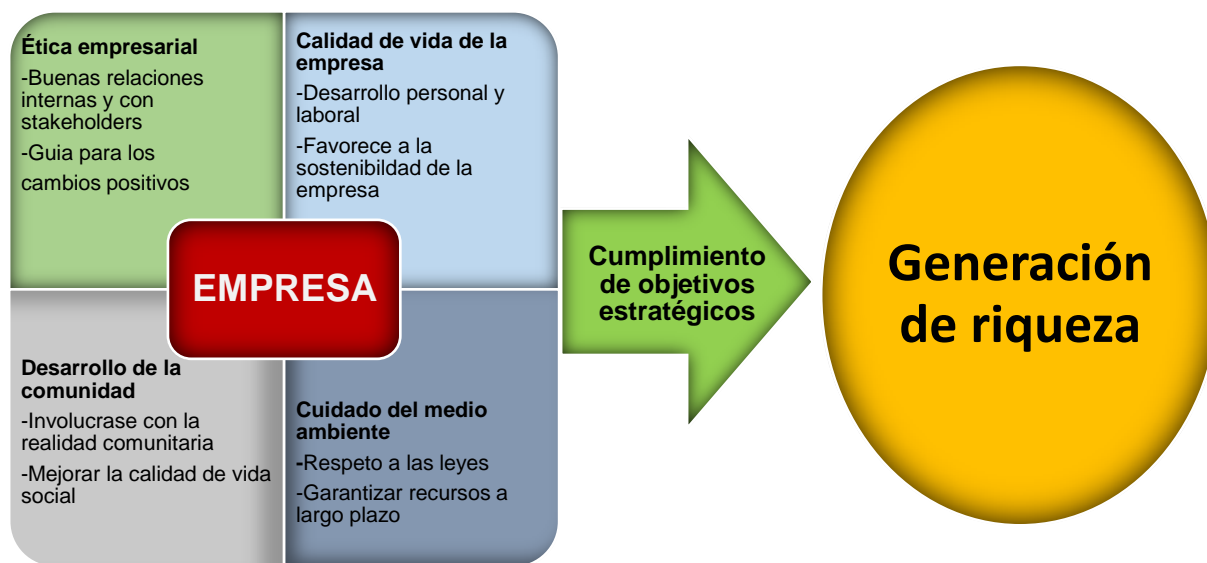 Ética empresarial
-Buenas relaciones
internas y con
stakeholders
-Guia para los
cambios positivos
Calidad de vida de la
empresa
-Desarrollo personal y
laboral
-Favorece a la
sostenibildad de la
empresa
EMPRESA
Desarrollo de la
comunidad
-Involucrase con la
realidad comunitaria
-Mejorar la calidad de vida
social
Cuidado del medio
ambiente
-Respeto a las leyes
-Garantizar recursos a
largo plazo
Cumplimiento
de objetivos
estratégicos
Generación
de riqueza